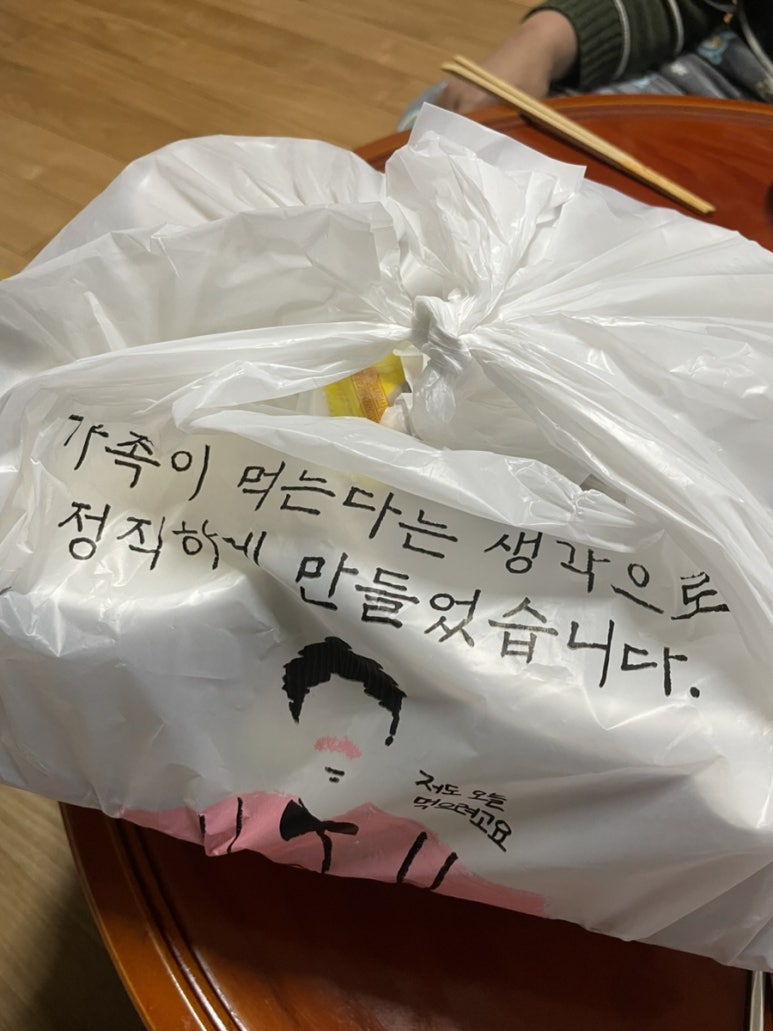 가족이 먹는다는 생각으로
정직하게 만들었습니다.
저도 오늘
먹으려고요